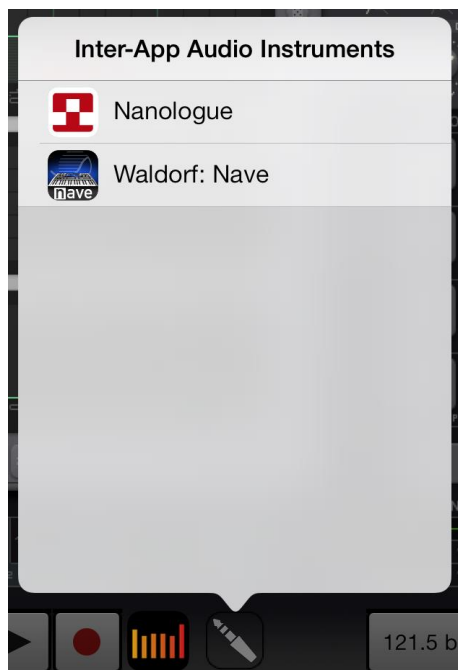 Inter-App Audio Instruments
Nanologue
nave
Waldorf: Nave
121.5 b